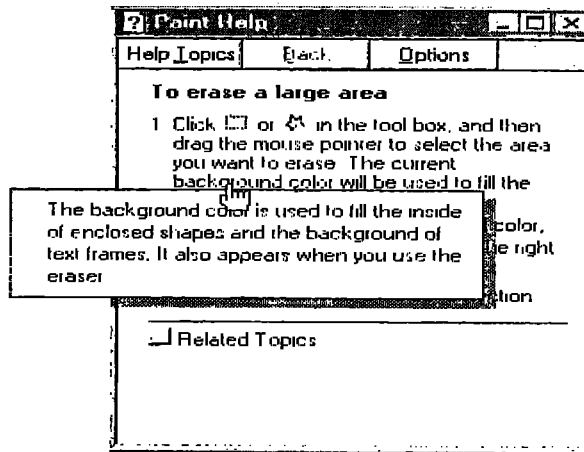 Paint Help
Help Topics Back Options
To erase a large area
1 Click or in the tool box, and then
drag the mouse pointer to select the area
you want to erase. The current
background color will be used to fill the
The background color is used to fill the inside
of enclosed shapes and the background of
text frames. It also appears when you use the
eraser
color,
right
Related Topics